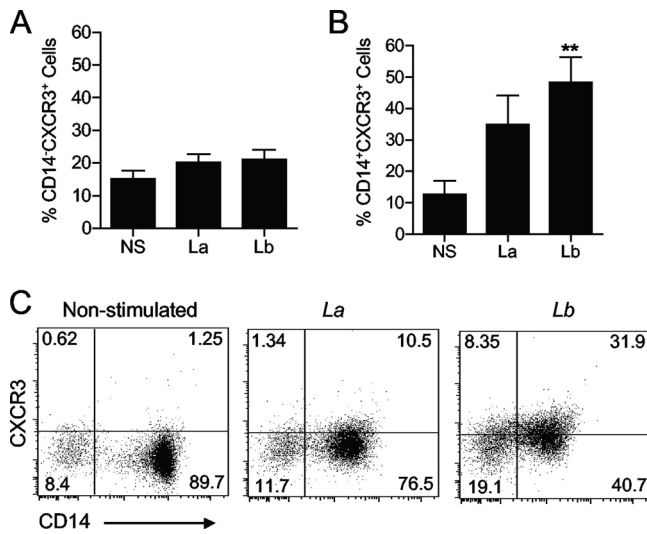 A
% CD14⁻CXCR3⁺ Cells
60
50
40
30
20
10
0
NS La Lb
B
% CD14⁺CXCR3⁺ Cells
60
50
40
30
20
10
0
**
NS La Lb
C
Non-stimulated La Lb
0.62 1.25 1.34 10.5 8.35 31.9
CXCR3
8.4 89.7 11.7 76.5 19.1 40.7
CD14